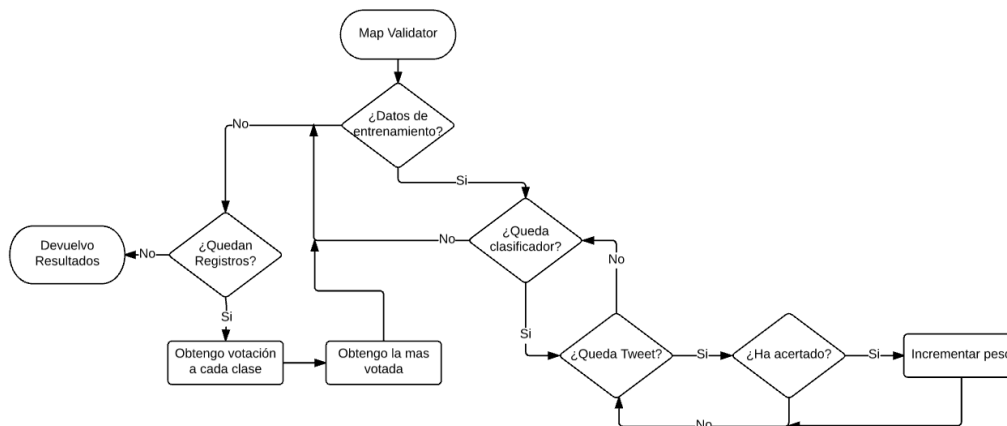 Map Validator
¿Datos de
entrenamiento?
No
Si
¿Queda
clasificador?
No
¿Quedan
Registros?
Devuelvo
Resultados
No
No
Si
Si
Obtengo votación
a cada clase
Obtengo la mas
votada
¿Queda Tweet?
Si
¿Ha acertado?
Si
Incrementar peso
No